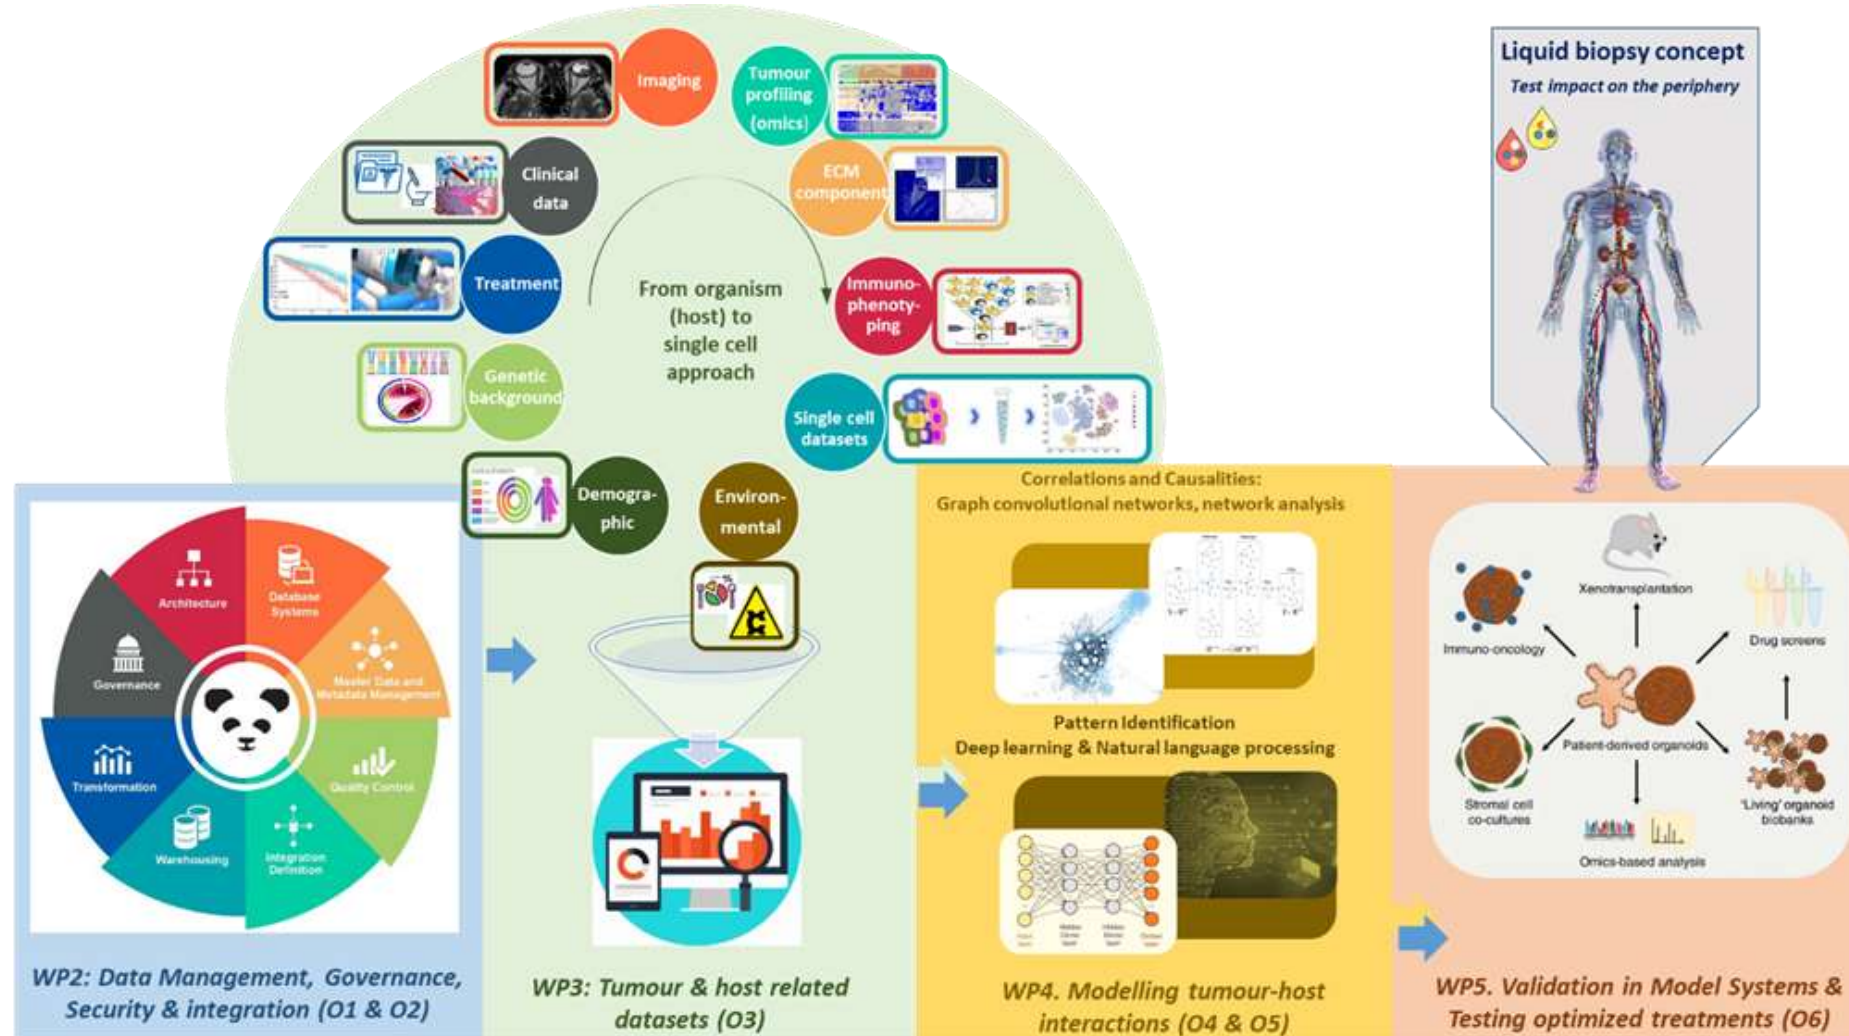 Imaging
Tumour
profiling
(omics)
Clinical
data
ECM
component
Treatment
Immuno-
phenoty-
ping
From organism
(host) to
single cell
approach
Genetic
background
Single cell
datasets
Demogra-
phic
Environ-
mental
Liquid biopsy concept
Test impact on the periphery
Architecture
Database
Systems
Governance
Master Data and
Metadata Management
Transformation
Quality Control
Warehousing
Integration
Definition
WP2: Data Management, Governance,
Security & integration (O1 & O2)
WP3: Tumour & host related
datasets (O3)
Correlations and Causalities:
Graph convolutional networks, network analysis
Pattern Identification
Deep learning & Natural language processing
WP4. Modelling tumour-host
interactions (O4 & O5)
Xenotransplantation
Immuno-oncology
Drug screens
Patient-derived organoids
Stromal cell
co-cultures
'Living' organoid
biobanks
Omics-based analysis
WP5. Validation in Model Systems &
Testing optimized treatments (O6)